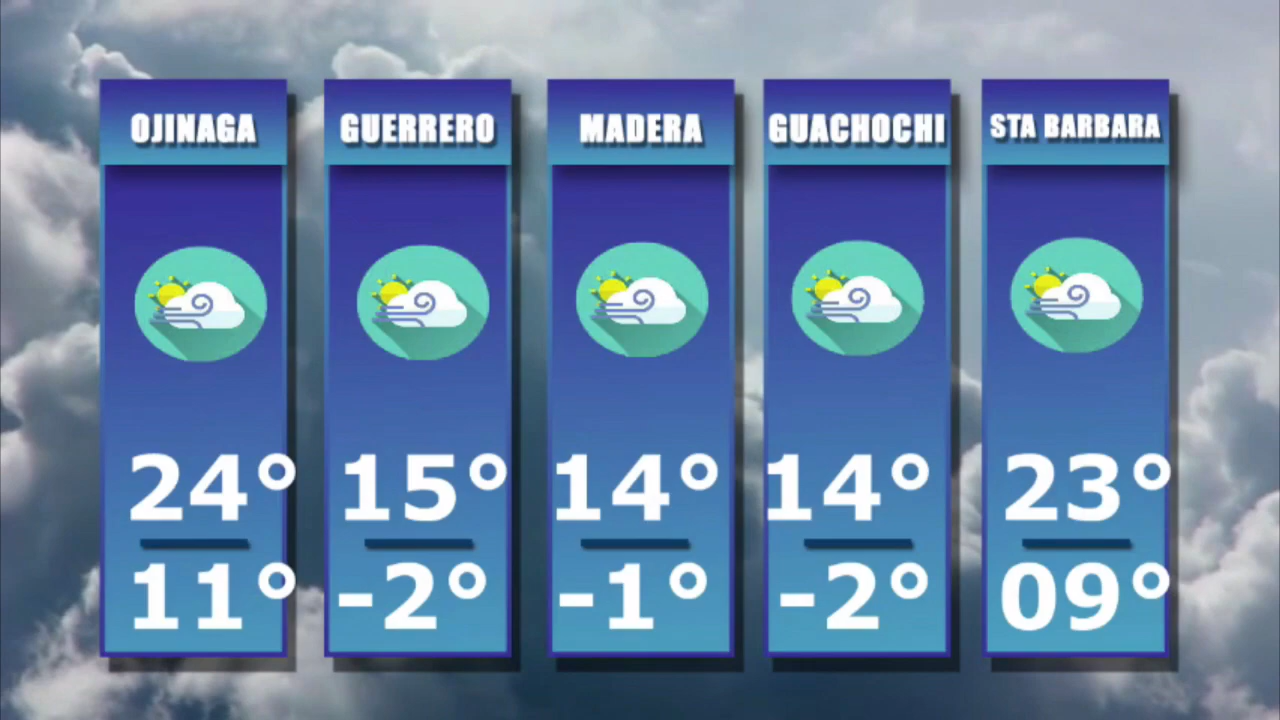 OJINAGA
24°
11°
GUERRERO
15°
-2°
MADERA
14°
-1°
GUACHOCHI
14°
-2°
STA BARBARA
23°
09°